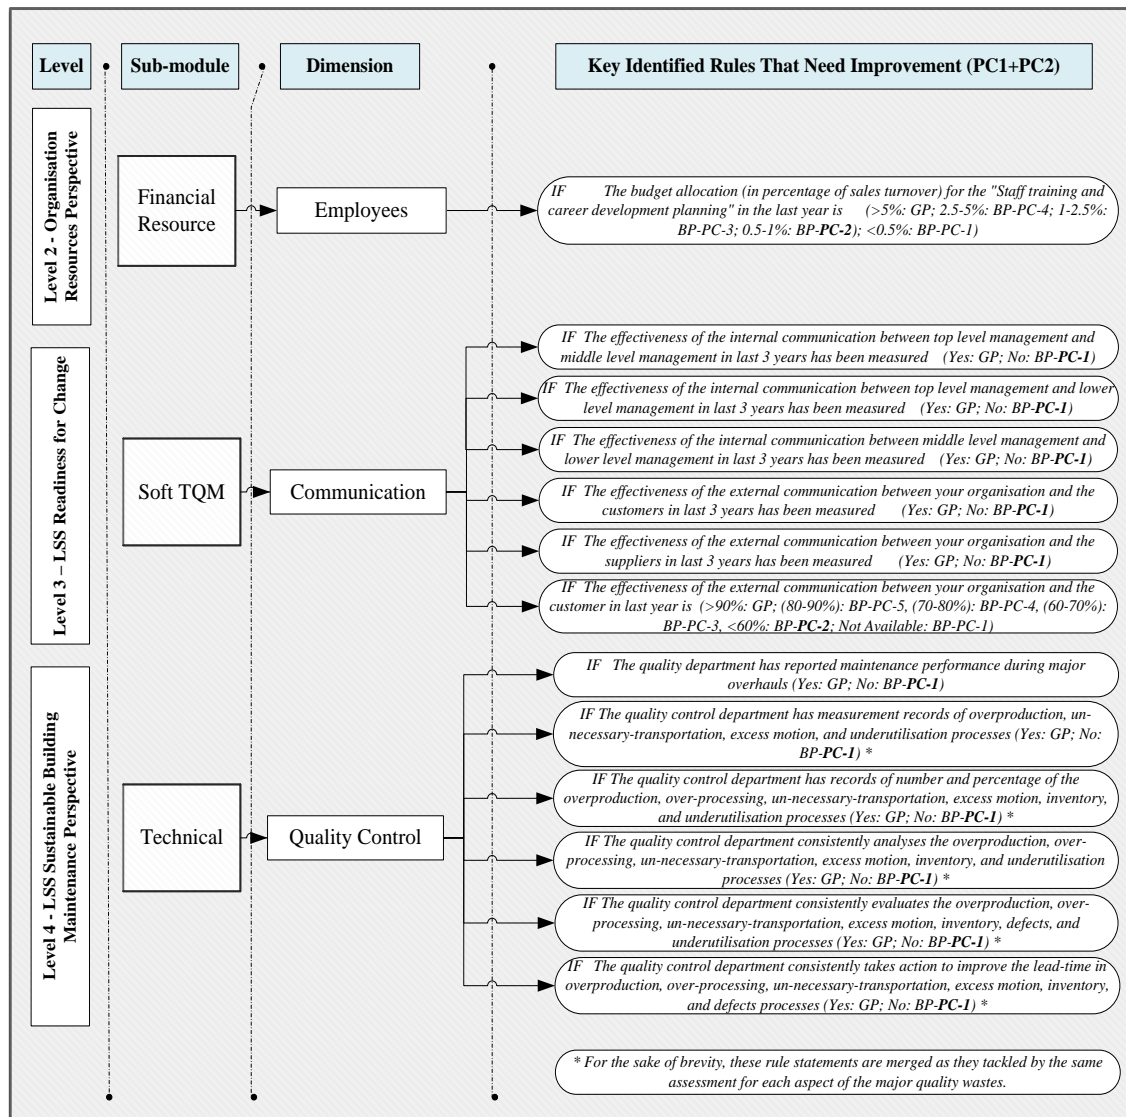 Level
Sub-module
Dimension
Key Identified Rules That Need Improvement (PC1+PC2)
Level 2 - Organisation
Resources Perspective
Financial
Resource
Employees
IF The budget allocation (in percentage of sales turnover) for the "Staff training and
career development planning" in the last year is (>5%: GP; 2.5-5%: BP-PC-4; 1-2.5%:
BP-PC-3; 0.5-1%: BP-PC-2); <0.5%: BP-PC-1)
Level 3 – LSS Readiness for Change
Soft TQM
Communication
IF The effectiveness of the internal communication between top level management and
middle level management in last 3 years has been measured (Yes: GP; No: BP-PC-1)
IF The effectiveness of the internal communication between top level management and lower
level management in last 3 years has been measured (Yes: GP; No: BP-PC-1)
IF The effectiveness of the internal communication between middle level management and
lower level management in last 3 years has been measured (Yes: GP; No: BP-PC-1)
IF The effectiveness of the external communication between your organisation and the
customers in last 3 years has been measured (Yes: GP; No: BP-PC-1)
IF The effectiveness of the external communication between your organisation and the
suppliers in last 3 years has been measured (Yes: GP; No: BP-PC-1)
IF The effectiveness of the external communication between your organisation and the
customer in last year is (>90%: GP; (80-90%): BP-PC-5, (70-80%): BP-PC-4, (60-70%):
BP-PC-3, <60%: BP-PC-2; Not Available: BP-PC-1)
Level 4 - LSS Sustainable Building
Maintenance Perspective
Technical
Quality Control
IF The quality department has reported maintenance performance during major
overhauls (Yes: GP; No: BP-PC-1)
IF The quality control department has measurement records of overproduction, un-
necessary-transportation, excess motion, and underutilisation processes (Yes: GP; No:
BP-PC-1) *
IF The quality control department has records of number and percentage of the
overproduction, over-processing, un-necessary-transportation, excess motion, inventory,
and underutilisation processes (Yes: GP; No: BP-PC-1) *
IF The quality control department consistently analyses the overproduction, over-
processing, un-necessary-transportation, excess motion, inventory, and underutilisation
processes (Yes: GP; No: BP-PC-1) *
IF The quality control department consistently evaluates the overproduction, over-
processing, un-necessary-transportation, excess motion, inventory, defects, and
underutilisation processes (Yes: GP; No: BP-PC-1) *
IF The quality control department consistently takes action to improve the lead-time in
overproduction, over-processing, un-necessary-transportation, excess motion, inventory,
and defects processes (Yes: GP; No: BP-PC-1) *
* For the sake of brevity, these rule statements are merged as they tackled by the same
assessment for each aspect of the major quality wastes.